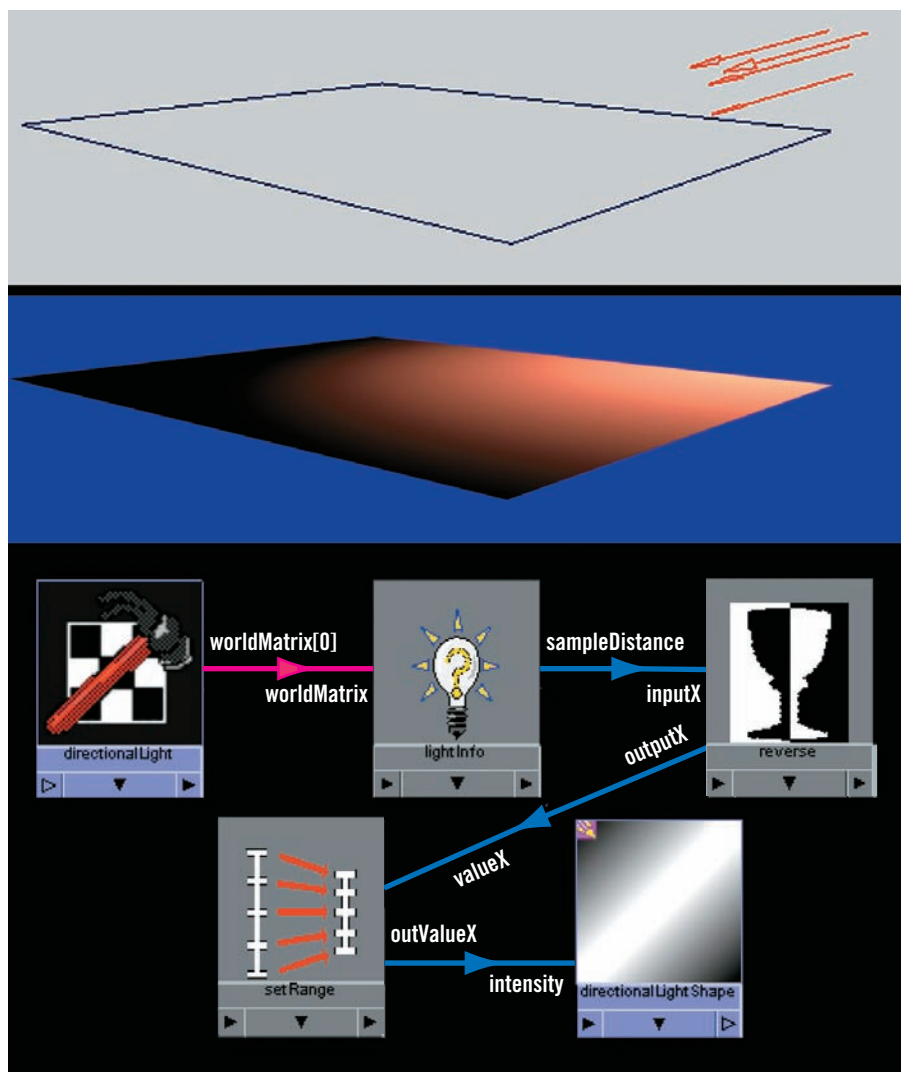 worldMatrix[0]
worldMatrix
sampleDistance
inputX
directionalLight
lightInfo
reverse
outputX
valueX
outValueX
intensity
setRange
directionalLightShape